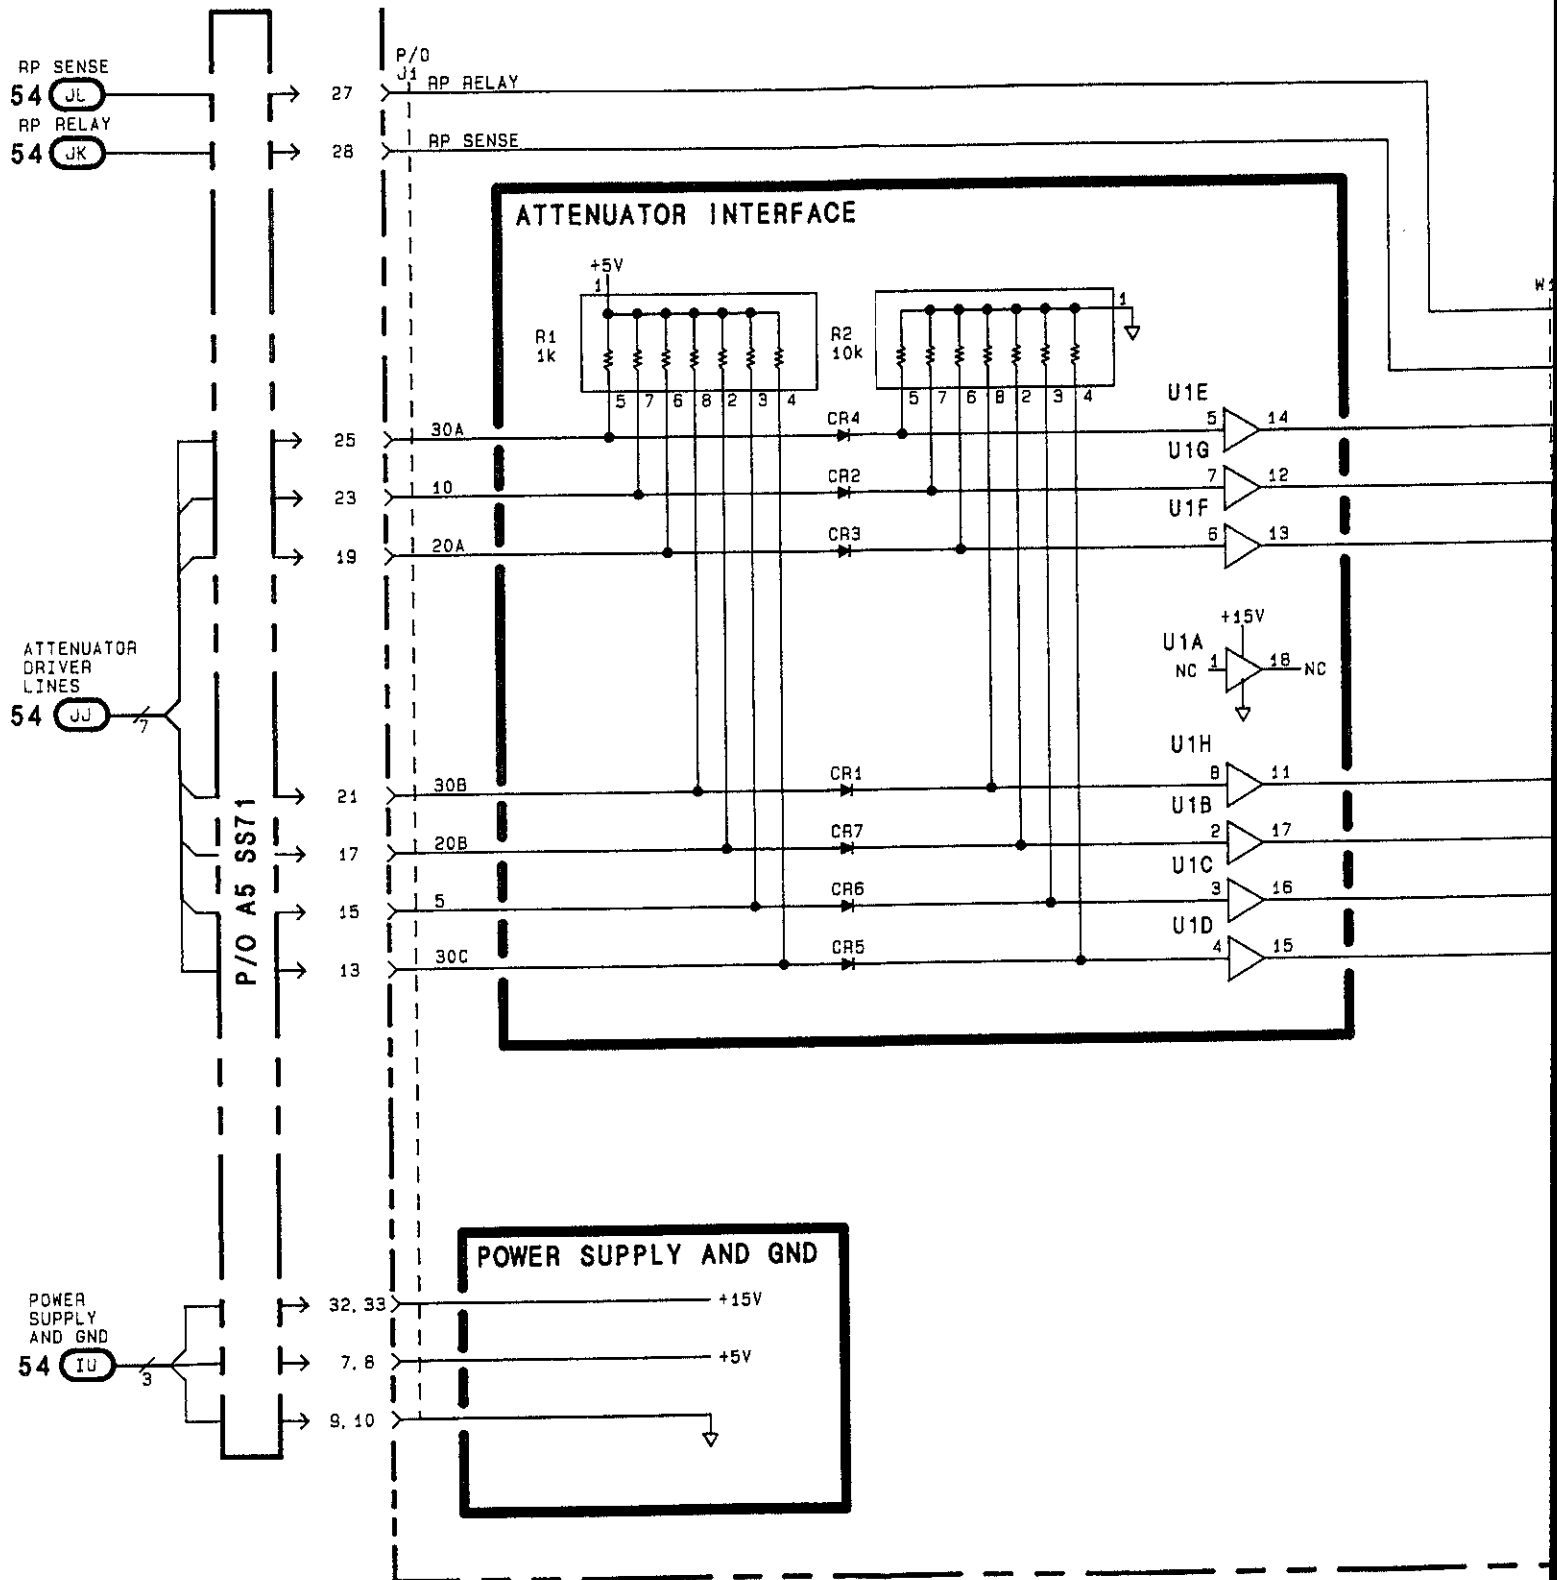 P/O
J1
RP SENSE
54 JL
27
RP RELAY
RP RELAY
54 JK
28
RP SENSE
ATTENUATOR INTERFACE
+5V
1
R1
1k
5 7 6 8 2 3 4
1
R2
10k
5 7 6 8 2 3 4
25
30A
CR4
U1E
5 14
23
10
CR2
U1G
7 12
19
20A
CR3
U1F
6 13
+15V
U1A
NC 1 18 NC
ATTENUATOR
DRIVER
LINES
54 JJ
7
21
30B
CR1
U1H
8 11
17
20B
CR7
U1B
2 17
15
5
CR6
U1C
3 16
13
30C
CR5
U1D
4 15
P/O A5 SS71
POWER SUPPLY AND GND
POWER
SUPPLY
AND GND
54 IU
3
32, 33
+15V
7, 8
+5V
9, 10